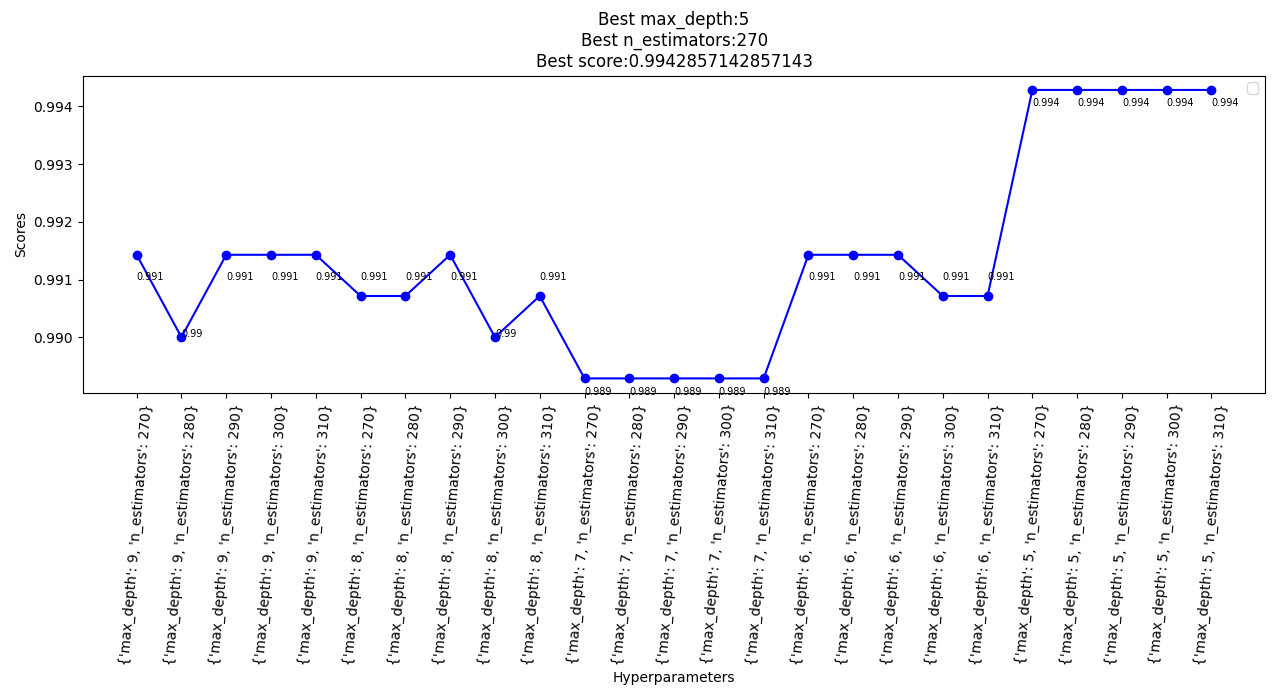 Best max_depth:5
Best n_estimators:270
Best score:0.9942857142857143
Scores
0.994
0.993
0.992
0.991
0.990
0.991
0.99
0.991
0.991
0.991
0.991
0.991
0.991
0.99
0.991
0.989
0.989
0.989
0.989
0.989
0.991
0.991
0.991
0.991
0.991
0.994
0.994
0.994
0.994
0.994
{'max_depth': 9, 'n_estimators': 270}
{'max_depth': 9, 'n_estimators': 280}
{'max_depth': 9, 'n_estimators': 290}
{'max_depth': 9, 'n_estimators': 300}
{'max_depth': 9, 'n_estimators': 310}
{'max_depth': 8, 'n_estimators': 270}
{'max_depth': 8, 'n_estimators': 280}
{'max_depth': 8, 'n_estimators': 290}
{'max_depth': 8, 'n_estimators': 300}
{'max_depth': 8, 'n_estimators': 310}
{'max_depth': 7, 'n_estimators': 270}
{'max_depth': 7, 'n_estimators': 280}
{'max_depth': 7, 'n_estimators': 290}
{'max_depth': 7, 'n_estimators': 300}
{'max_depth': 7, 'n_estimators': 310}
{'max_depth': 6, 'n_estimators': 270}
{'max_depth': 6, 'n_estimators': 280}
{'max_depth': 6, 'n_estimators': 290}
{'max_depth': 6, 'n_estimators': 300}
{'max_depth': 6, 'n_estimators': 310}
{'max_depth': 5, 'n_estimators': 270}
{'max_depth': 5, 'n_estimators': 280}
{'max_depth': 5, 'n_estimators': 290}
{'max_depth': 5, 'n_estimators': 300}
{'max_depth': 5, 'n_estimators': 310}
Hyperparameters